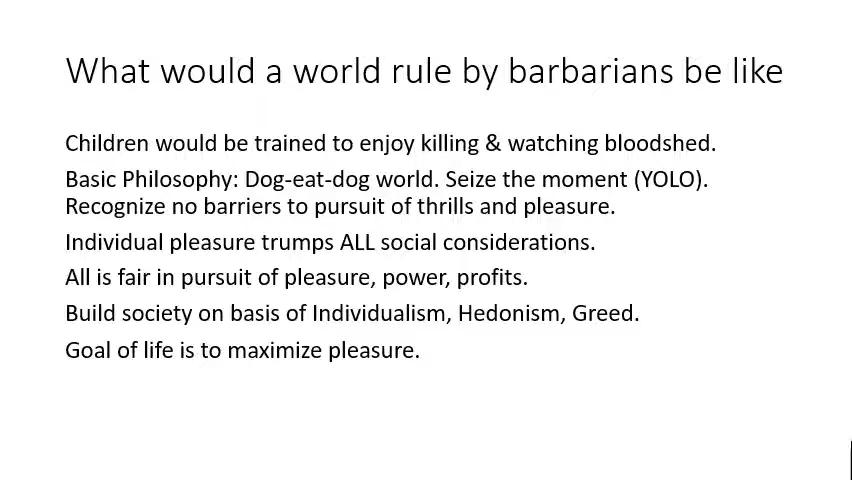 What would a world rule by barbarians be like
Children would be trained to enjoy killing & watching bloodshed.
Basic Philosophy: Dog-eat-dog world. Seize the moment (YOLO).
Recognize no barriers to pursuit of thrills and pleasure.
Individual pleasure trumps ALL social considerations.
All is fair in pursuit of pleasure, power, profits.
Build society on basis of Individualism, Hedonism, Greed.
Goal of life is to maximize pleasure.